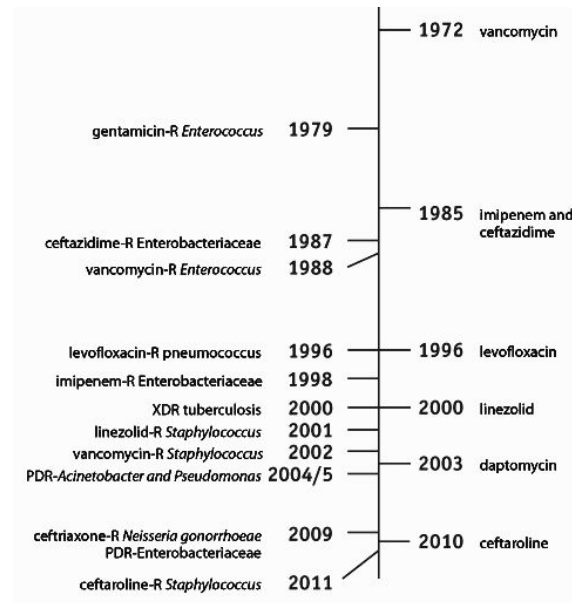 1972 vancomycin
gentamicin-R Enterococcus 1979
1985 imipenem and
ceftazidime
ceftazidime-R Enterobacteriaceae 1987
vancomycin-R Enterococcus 1988
levofloxacin-R pneumococcus 1996
1996 levofloxacin
imipenem-R Enterobacteriaceae 1998
XDR tuberculosis 2000
2000 linezolid
linezolid-R Staphylococcus 2001
vancomycin-R Staphylococcus 2002
2003 daptomycin
PDR-Acinetobacter and Pseudomonas 2004/5
ceftriaxone-R Neisseria gonorrhoeae 2009
PDR-Enterobacteriaceae
2010 ceftaroline
ceftaroline-R Staphylococcus 2011